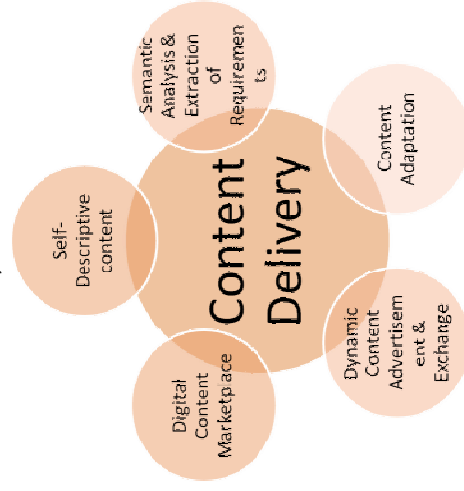 Self-
Descriptive
content
Semantic
Analysis &
Extraction
of
Requiremen
ts
Content
Adaptation
Dynamic
Content
Advertisem
ent &
Exchange
Digital
Content
Marketplace
Content
Delivery